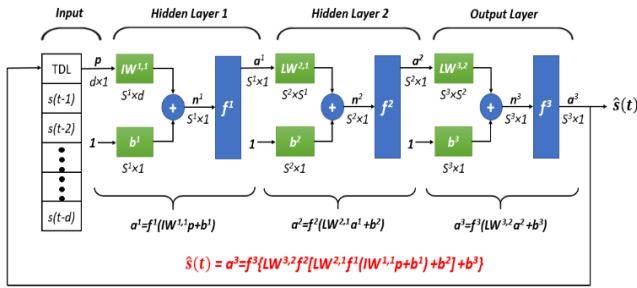 Input
Hidden Layer 1
Hidden Layer 2
Output Layer
TDL
s(t-1)
s(t-2)
s(t-d)
p
d×1
IW¹,¹
S¹×d
1
b¹
S¹×1
+
n¹
S¹×1
f¹
a¹
S¹×1
LW²,¹
S²×S¹
1
b²
S²×1
+
n²
S²×1
f²
a²
S²×1
LW³,²
S³×S²
1
b³
S³×1
+
n³
S³×1
f³
a³
S³×1
ŝ(t)
a¹=f¹(IW¹,¹p+b¹)
a²=f²(LW²,¹a¹+b²)
a³=f³(LW³,²a²+b³)
ŝ(t) = a³=f³{LW³,²f²[LW²,¹f¹(IW¹,¹p+b¹)+b²]+b³}